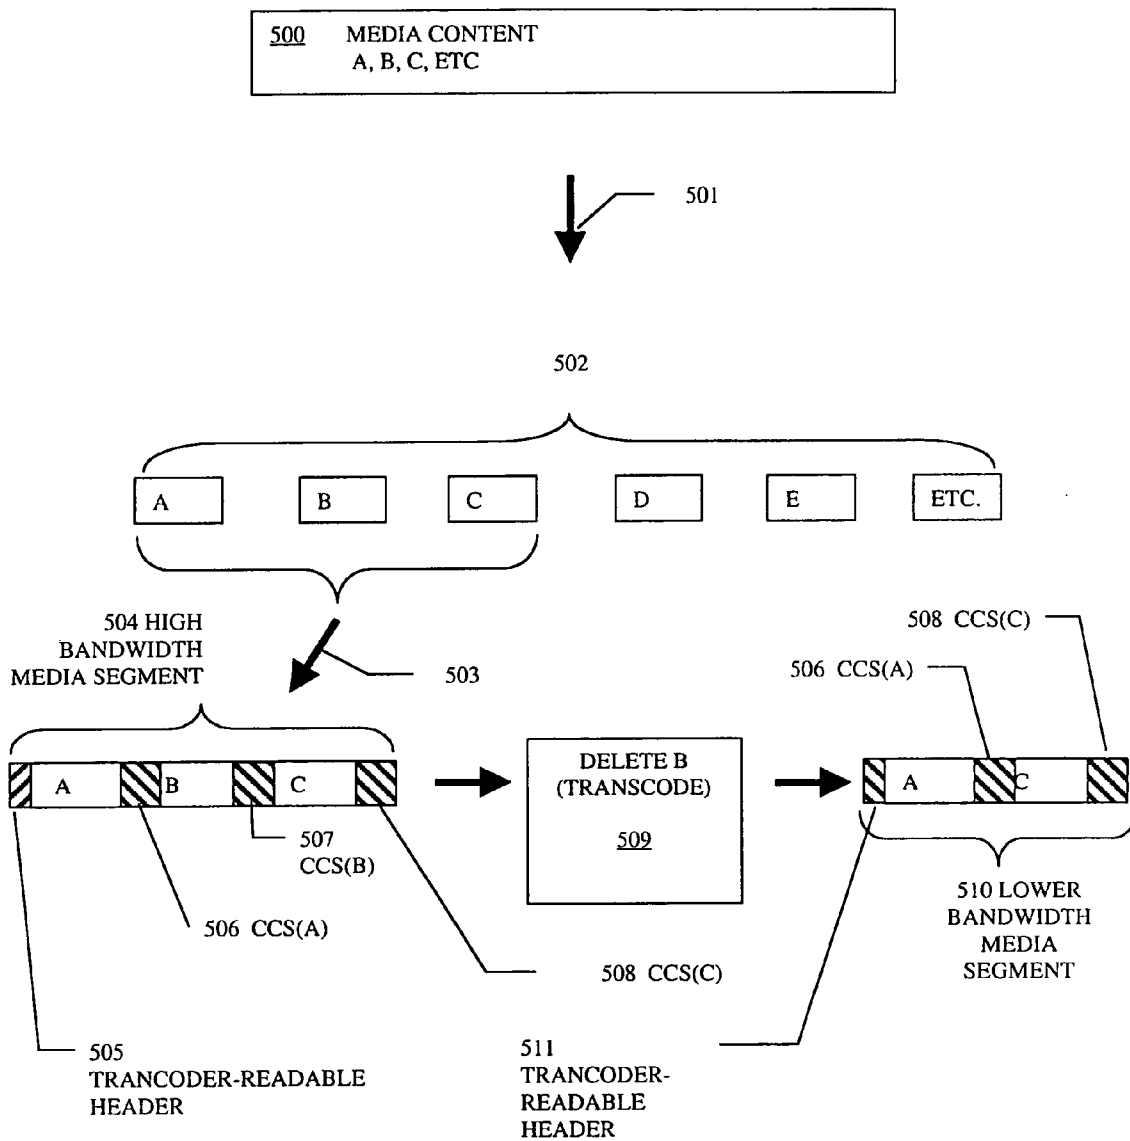 500 MEDIA CONTENT
A, B, C, ETC
501
502
A B C D E ETC.
504 HIGH
BANDWIDTH
MEDIA SEGMENT
503
508 CCS(C)
506 CCS(A)
A B C
DELETE B
(TRANSCODE)
509
A C
507
CCS(B)
506 CCS(A)
508 CCS(C)
510 LOWER
BANDWIDTH
MEDIA
SEGMENT
505
TRANCODER-READABLE
HEADER
511
TRANCODER-
READABLE
HEADER